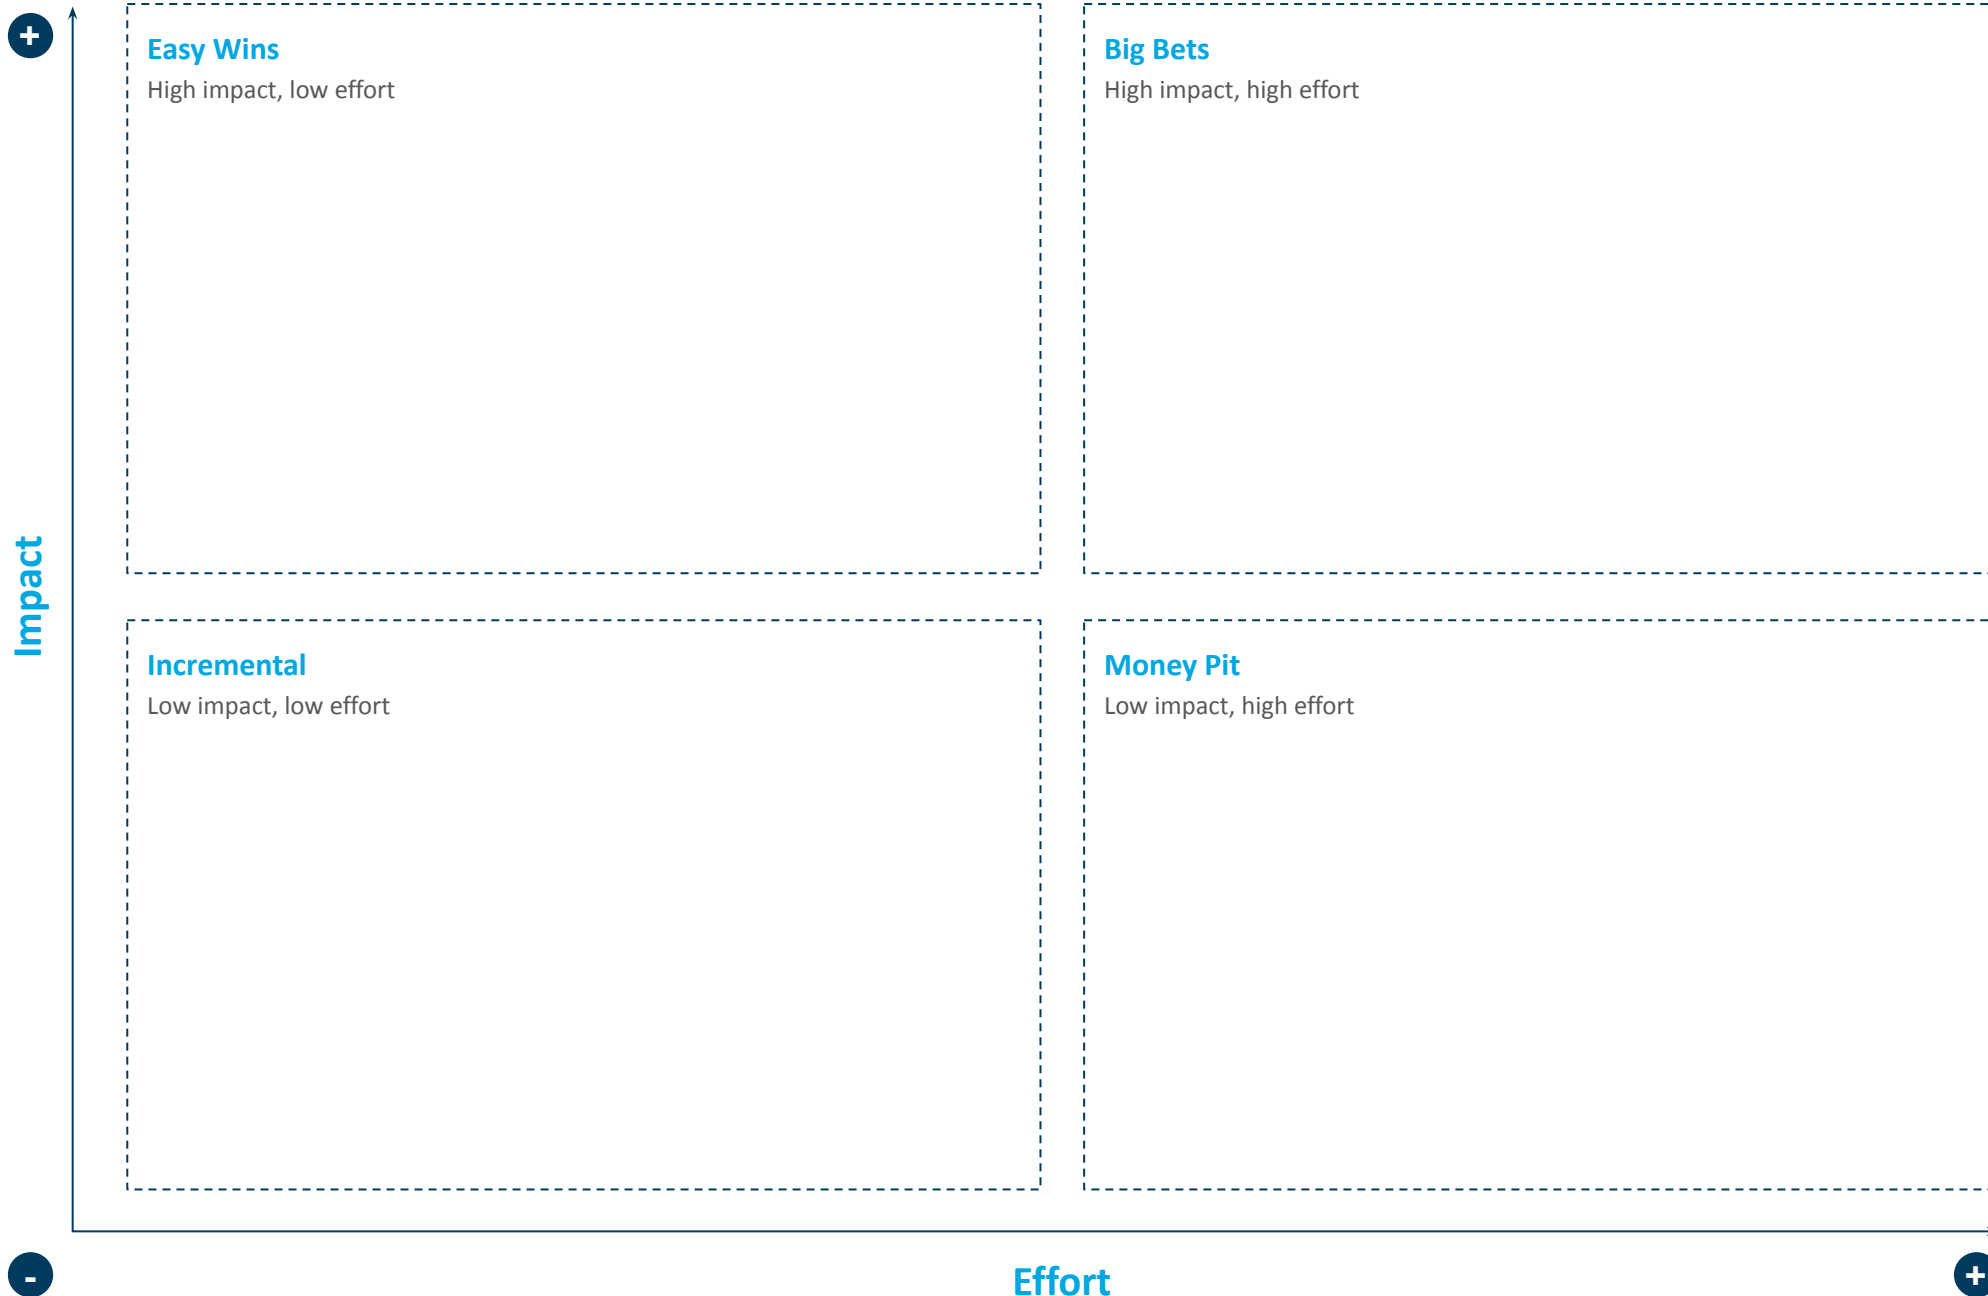 +
Easy Wins
High impact, low effort
Big Bets
High impact, high effort
Impact
Incremental
Low impact, low effort
Money Pit
Low impact, high effort
-
Effort
+